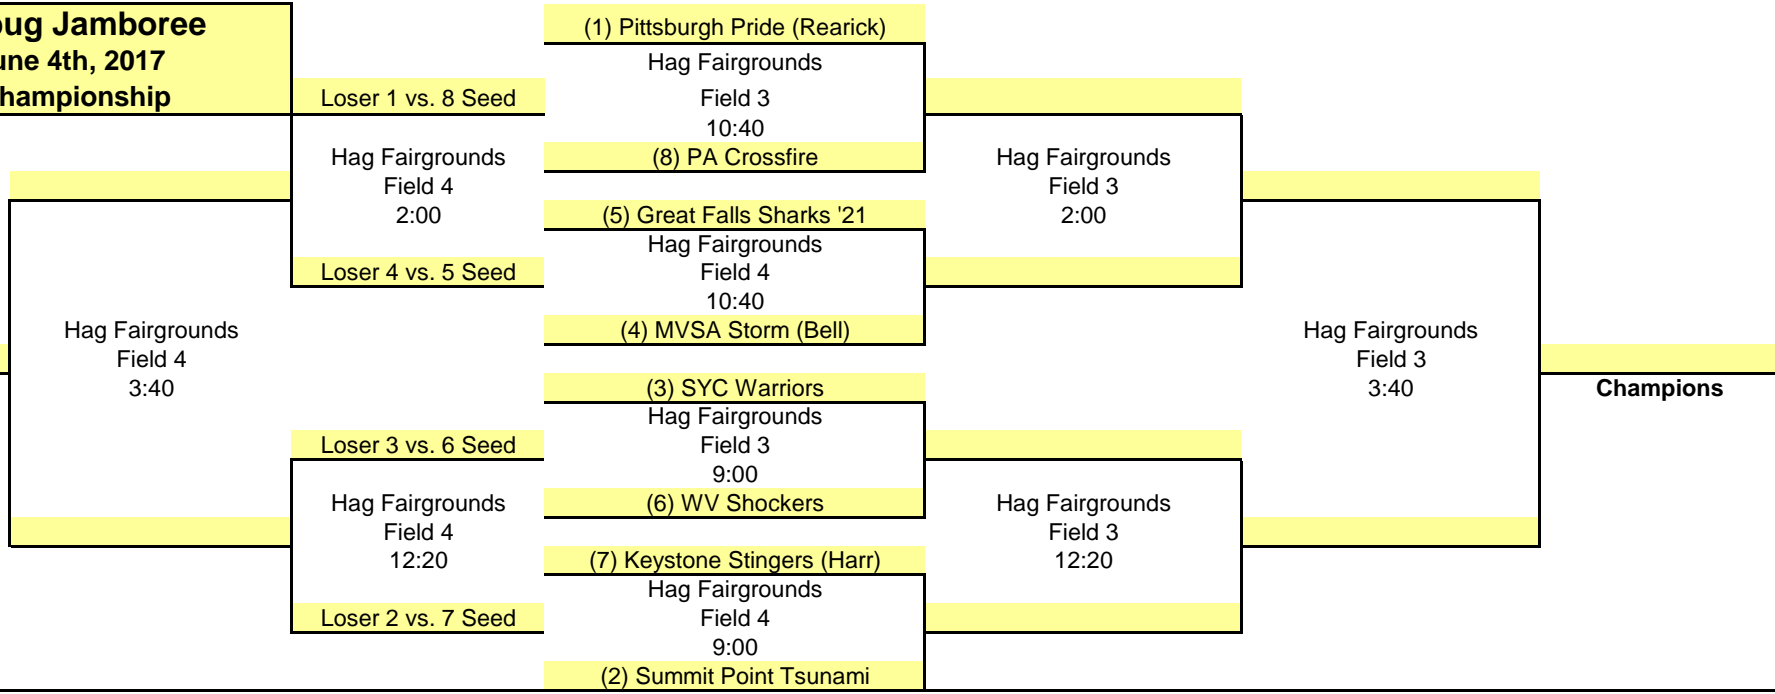 2017
Loser 1 vs. 8 Seed
Hag Fairgrounds
Field 4
2:00
Loser 4 vs. 5 Seed
Hag Fairgrounds
Field 4
3:40
Loser 3 vs. 6 Seed
Hag Fairgrounds
Field 4
12:20
Loser 2 vs. 7 Seed
(1) Pittsburgh Pride (Rearick)
Hag Fairgrounds
Field 3
10:40
(8) PA Crossfire
(5) Great Falls Sharks '21
Hag Fairgrounds
Field 4
10:40
(4) MVSA Storm (Bell)
(3) SYC Warriors
Hag Fairgrounds
Field 3
9:00
(6) WV Shockers
(7) Keystone Stingers (Harr)
Hag Fairgrounds
Field 4
9:00
(2) Summit Point Tsunami
Hag Fairgrounds
Field 3
2:00
Hag Fairgrounds
Field 3
12:20
Hag Fairgrounds
Field 3
3:40
Champions